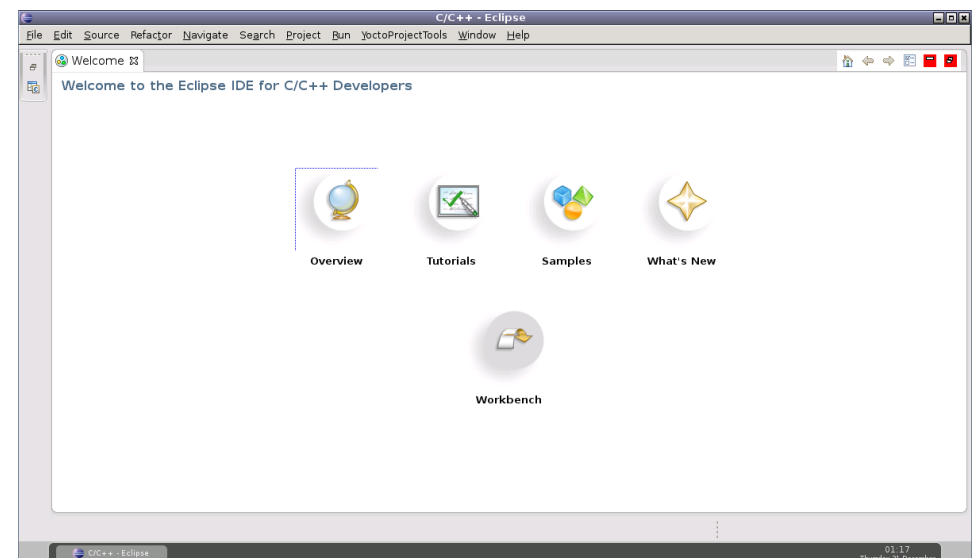 C/C++ - Eclipse
File Edit Source Refactor Navigate Search Project Run YoctoProjectTools Window Help
Welcome
Welcome to the Eclipse IDE for C/C++ Developers
Overview Tutorials Samples What's New
Workbench
C/C++ - Eclipse
01:17